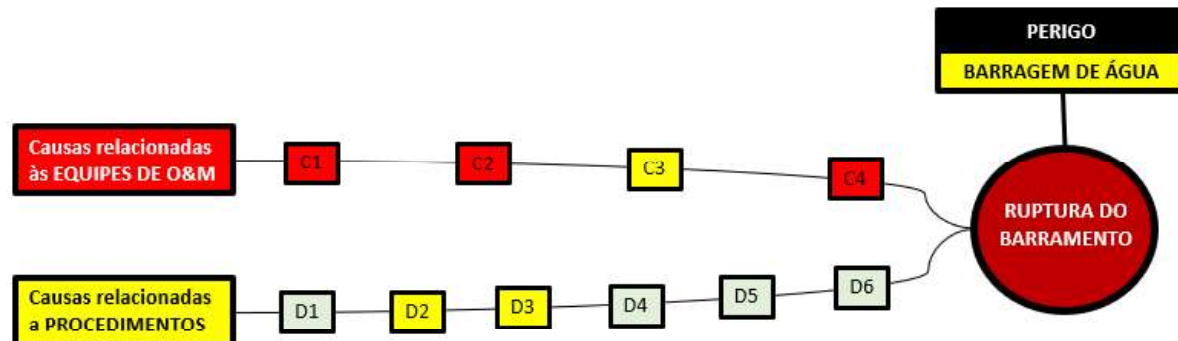 PERIGO
BARRAGEM DE ÁGUA
Causas relacionadas
às EQUIPES DE O&M
C1
C2
C3
C4
RUPTURA DO
BARRAMENTO
Causas relacionadas
a PROCEDIMENTOS
D1
D2
D3
D4
D5
D6